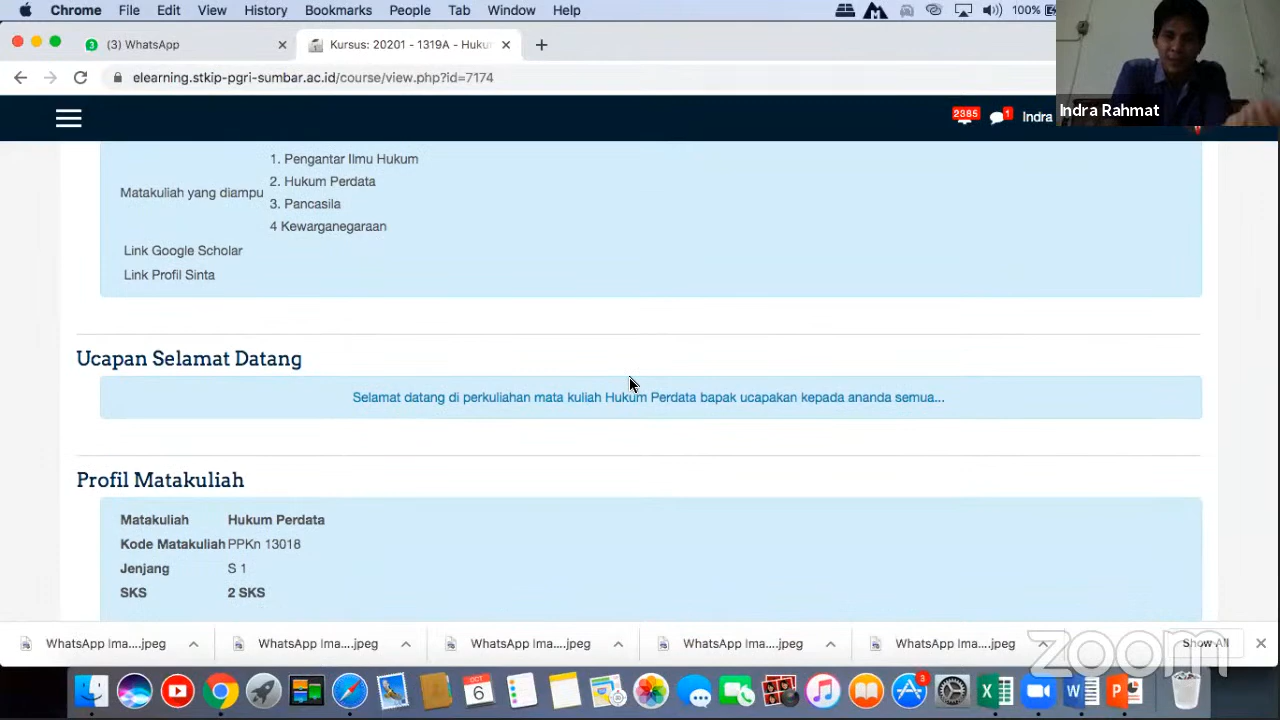 Chrome File Edit View History Bookmarks People Tab Window Help 100%
3 (3) WhatsApp
Kursus: 20201 - 1319A - Huku
elearning.stkip-pgri-sumbar.ac.id/course/view.php?id=7174
Indra Rahmat
2385 1 Indra
Matakuliah yang diampu
1. Pengantar Ilmu Hukum
2. Hukum Perdata
3. Pancasila
4 Kewarganegaraan
Link Google Scholar
Link Profil Sinta
Ucapan Selamat Datang
Selamat datang di perkuliahan mata kuliah Hukum Perdata bapak ucapakan kepada ananda semua...
Profil Matakuliah
Matakuliah Hukum Perdata
Kode Matakuliah PPKn 13018
Jenjang S 1
SKS 2 SKS
WhatsApp Ima....jpeg WhatsApp Ima....jpeg WhatsApp Ima....jpeg WhatsApp Ima....jpeg WhatsApp Ima....jpeg Show All
zoom
OCT 6 3